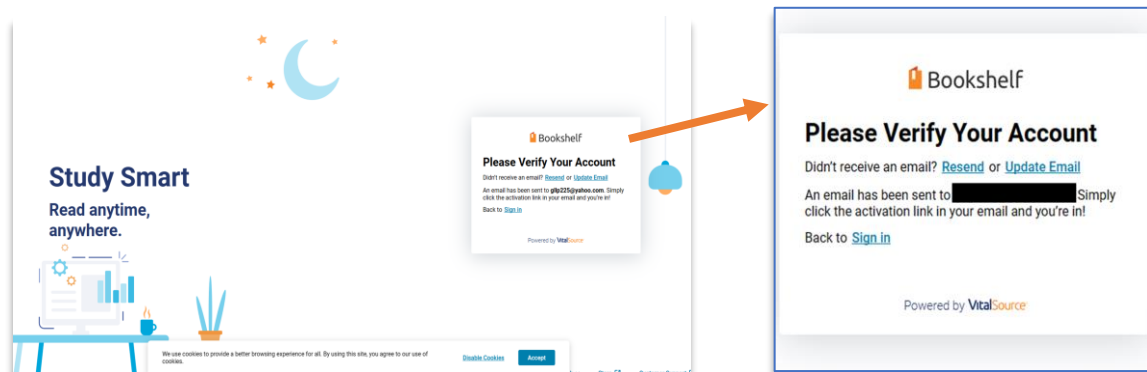 Study Smart
Read anytime,
anywhere.
Bookshelf
Please Verify Your Account
Didn't receive an email? Resend or Update Email
An email has been sent to Simply
click the activation link in your email and you're in!
Back to Sign in
Powered by VitalSource
We use cookies to provide a better browsing experience for all. By using this site, you agree to our use of
cookies.
Disable Cookies
Accept
Bookshelf
Please Verify Your Account
Didn't receive an email? Resend or Update Email
An email has been sent to Simply
click the activation link in your email and you're in!
Back to Sign in
Powered by VitalSource